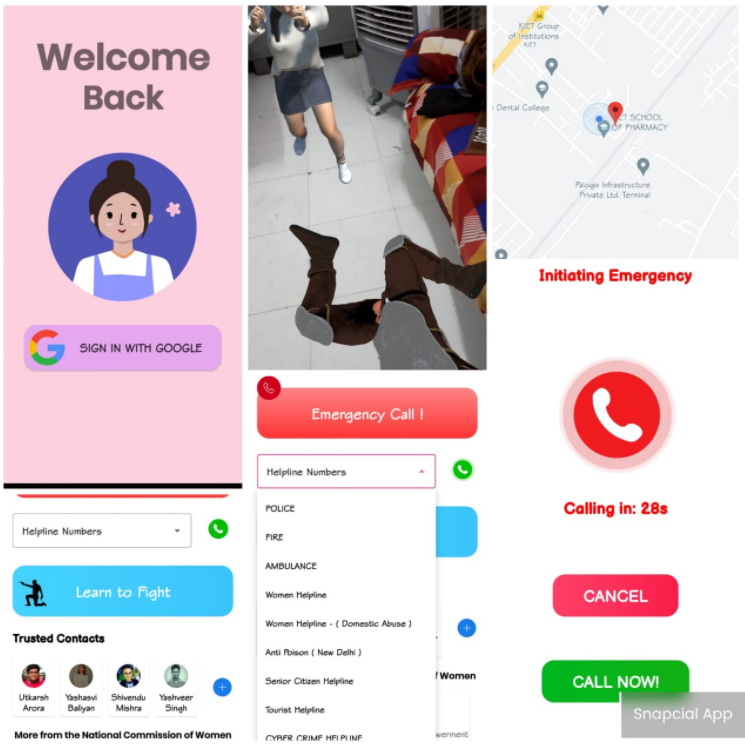 Welcome
Back
SIGN IN WITH GOOGLE
Helpline Numbers
Learn to Fight
Trusted Contacts
Utkarsh
Arora
Yashasvi
Baliyan
Shivendu
Mishra
Yashveer
Singh
More from the National Commission of Women
Emergency Call !
Helpline Numbers
POLICE
FIRE
AMBULANCE
Women Helpline
Women Helpline - ( Domestic Abuse )
Anti Poison ( New Delhi )
Senior Citizen Helpline
Tourist Helpline
CYBER CRIME HELPLINE
f Women
werment
34
KIET Group
of Institutions
KIET
Dental College
SCHOOL
OF PHARMACY
Infrastructure
Private Ltd. Terminal
Initiating Emergency
Calling in: 28s
CANCEL
CALL NOW!
Snapcial App